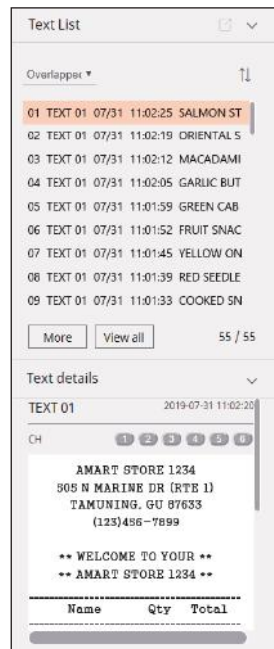 Text List
Overlapped
01 TEXT 01 07/31 11:02:25 SALMON ST
02 TEXT 01 07/31 11:02:19 ORIENTAL S
03 TEXT 01 07/31 11:02:12 MACADAMI
04 TEXT 01 07/31 11:02:05 GARLIC BUT
05 TEXT 01 07/31 11:01:59 GREEN CAB
06 TEXT 01 07/31 11:01:52 FRUIT SNAC
07 TEXT 01 07/31 11:01:45 YELLOW ON
08 TEXT 01 07/31 11:01:39 RED SEEDLE
09 TEXT 01 07/31 11:01:33 COOKED SN
More View all 55 / 55
Text details
TEXT 01 2019-07-31 11:02:20
CH 1 2 3 4 5 6
AMART STORE 1234
505 N MARINE DR (RTE 1)
TAMUNING, GU 87633
(123)456-7899
** WELCOME TO YOUR **
** AMART STORE 1234 **
Name Qty Total